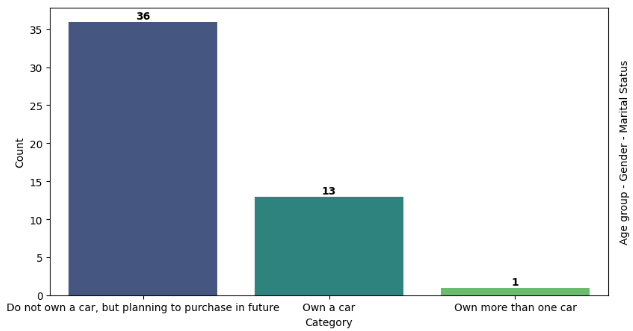 36
13
1
35
30
25
20
15
10
5
0
Count
Do not own a car, but planning to purchase in future
Own a car
Own more than one car
Category
Age group - Gender - Marital Status